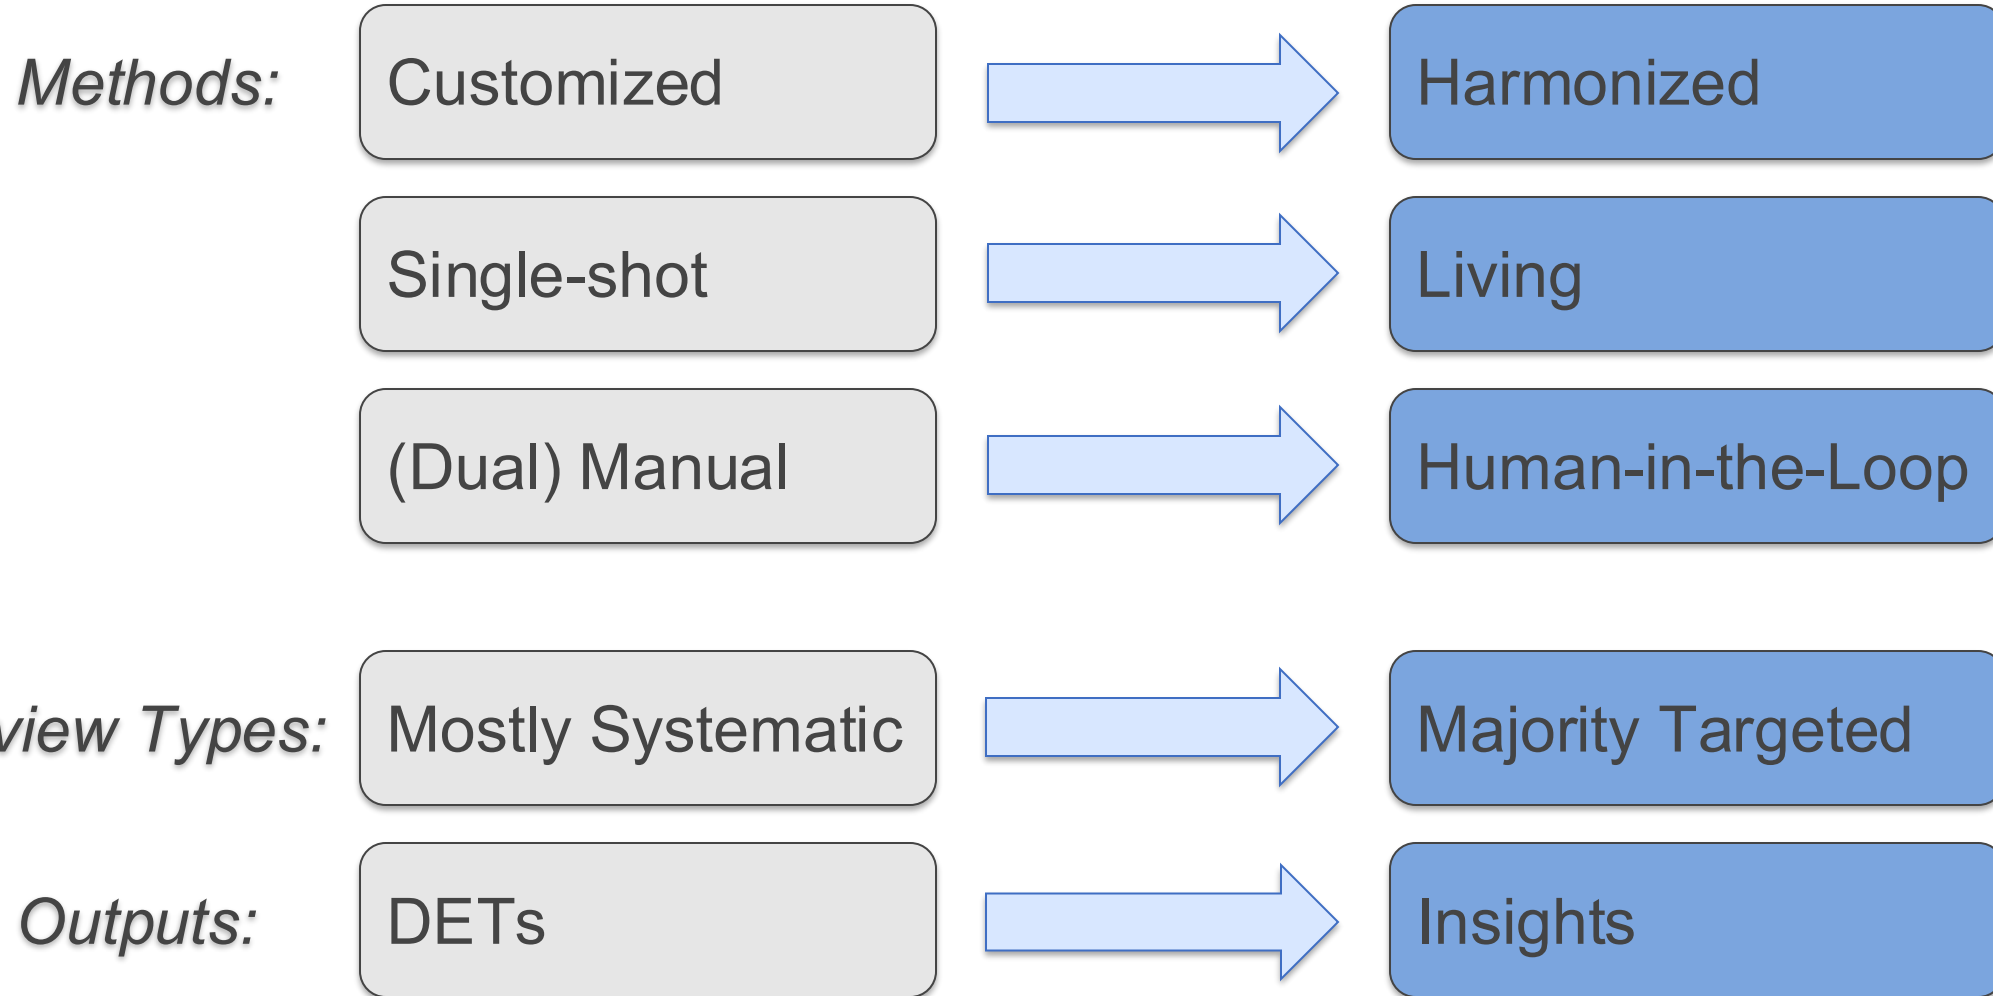 Methods: Customized Harmonized
Single-shot Living
(Dual) Manual Human-in-the-Loop
view Types: Mostly Systematic Majority Targeted
Outputs: DETs Insights